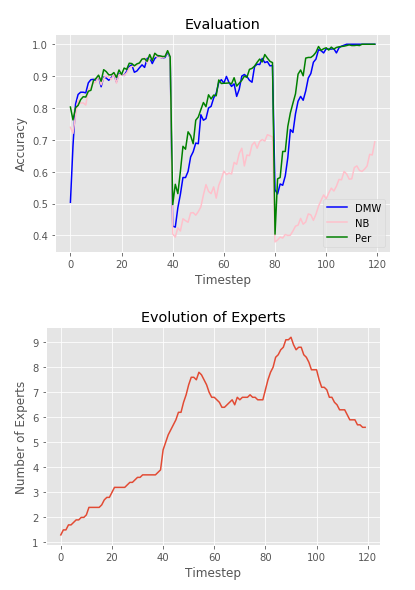 Evaluation
Accuracy
1.0
0.9
0.8
0.7
0.6
0.5
0.4
DMW
NB
Per
0 20 40 60 80 100 120
Timestep
Evolution of Experts
Number of Experts
9
8
7
6
5
4
3
2
1
0 20 40 60 80 100 120
Timestep